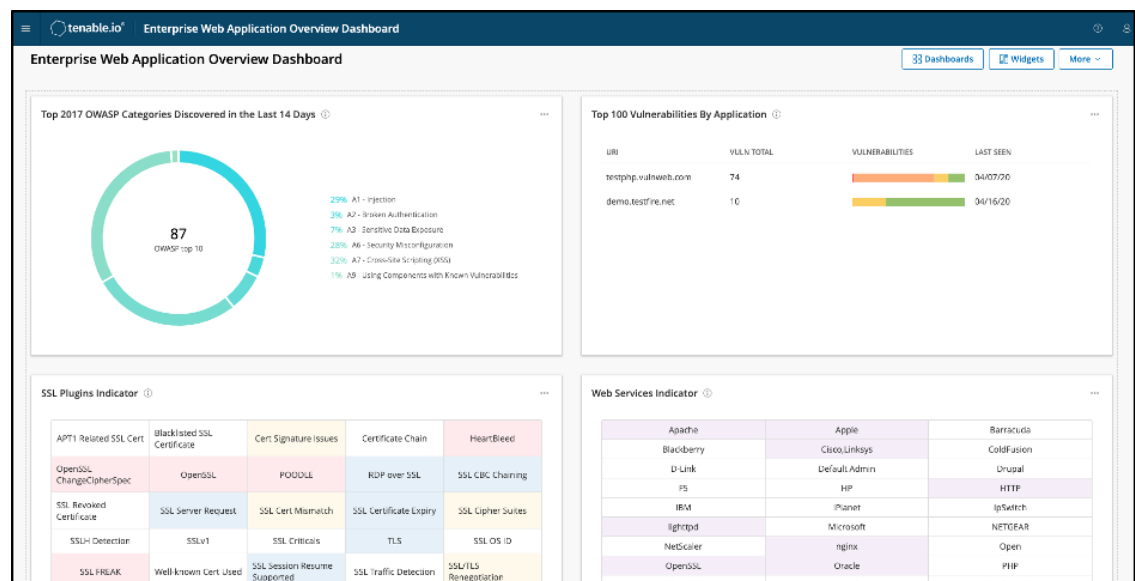 tenable.io
Enterprise Web Application Overview Dashboard
Enterprise Web Application Overview Dashboard
Dashboards
Widgets
More
Top 2017 OWASP Categories Discovered in the Last 14 Days
87
OWASP top 10
29% A1 - Injection
3% A2 - Broken Authentication
7% A3 - Sensitive Data Exposure
28% A6 - Security Misconfiguration
32% A7 - Cross-Site Scripting (XSS)
1% A9 - Using Components with Known Vulnerabilities
Top 100 Vulnerabilities By Application
URI VULN TOTAL VULNERABILITIES LAST SEEN
testphp.vulnweb.com 74 04/07/20
demo.testfire.net 10 04/16/20
SSL Plugins Indicator
APT1 Related SSL Cert
Blacklisted SSL
Certificate
Cert Signature Issues
Certificate Chain
HeartBleed
OpenSSL
ChangeCipherSpec
OpenSSL
POODLE
RDP over SSL
SSL CBC Chaining
SSL Revoked
Certificate
SSL Server Request
SSL Cert Mismatch
SSL Certificate Expiry
SSL Cipher Suites
SSLH Detection
SSLv1
SSL Criticals
TLS
SSL OS ID
SSL FREAK
Well-known Cert Used
SSL Session Resume
Supported
SSL Traffic Detection
SSL/TLS
Renegotiation
Web Services Indicator
Apache Apple Barracuda
Blackberry Cisco,Linksys ColdFusion
D-Link Default Admin Drupal
F5 HP HTTP
IBM iPlanet IpSwitch
lighttpd Microsoft NETGEAR
NetScaler nginx Open
OpenSSL Oracle PHP